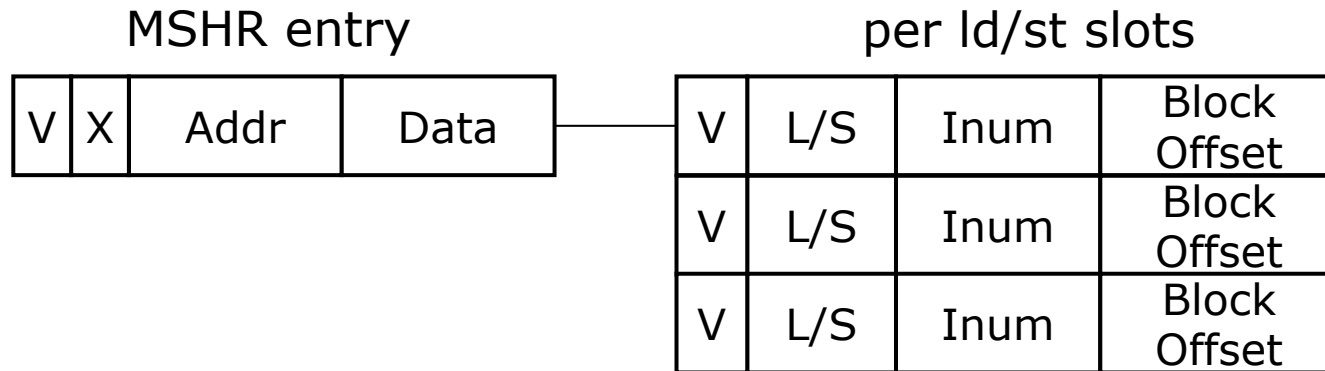 MSHR entry
per ld/st slots
V X Addr Data
V L/S Inum Block
Offset
V L/S Inum Block
Offset
V L/S Inum Block
Offset